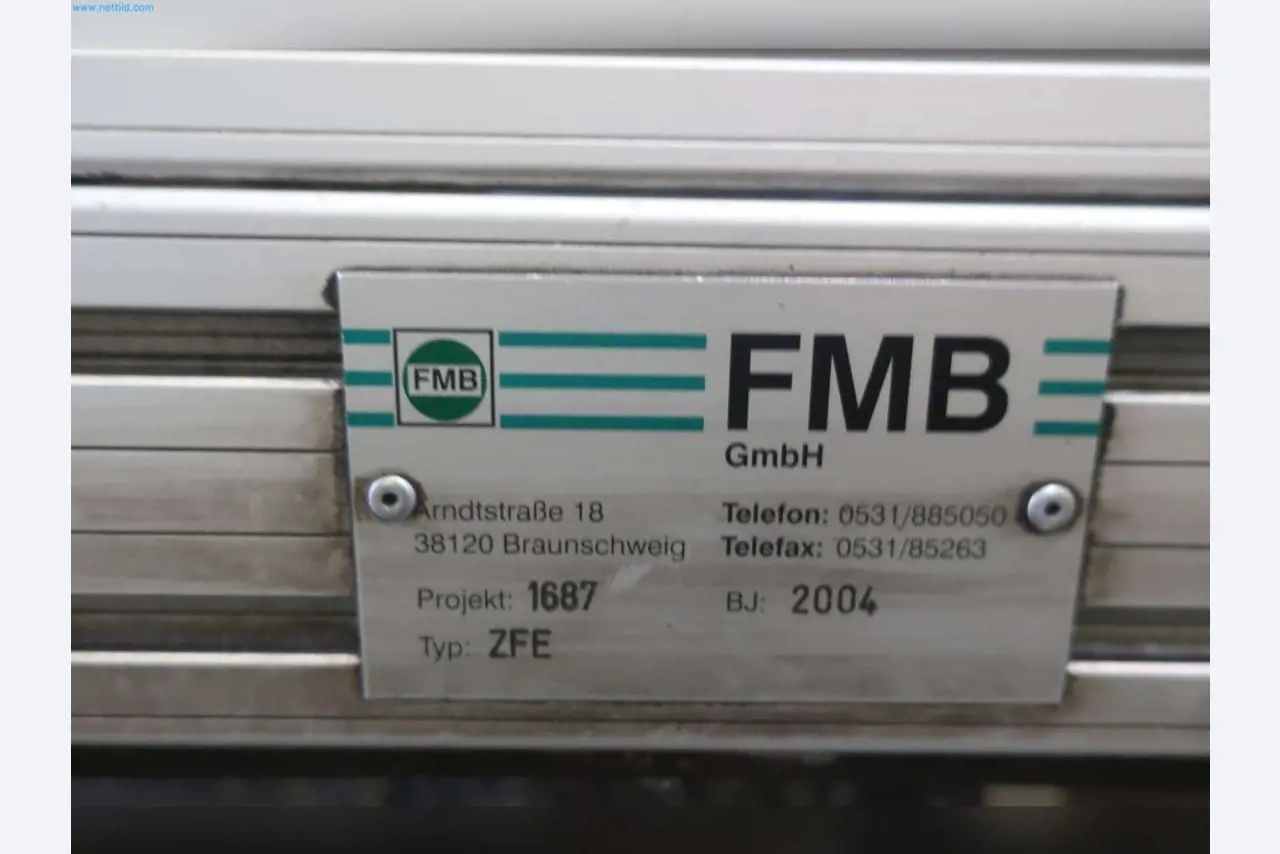 www.netbid.com
FMB
FMB
GmbH
Arndtstraße 18
38120 Braunschweig
Telefon: 0531/885050
Telefax: 0531/85263
Projekt: 1687
BJ: 2004
Typ: ZFE